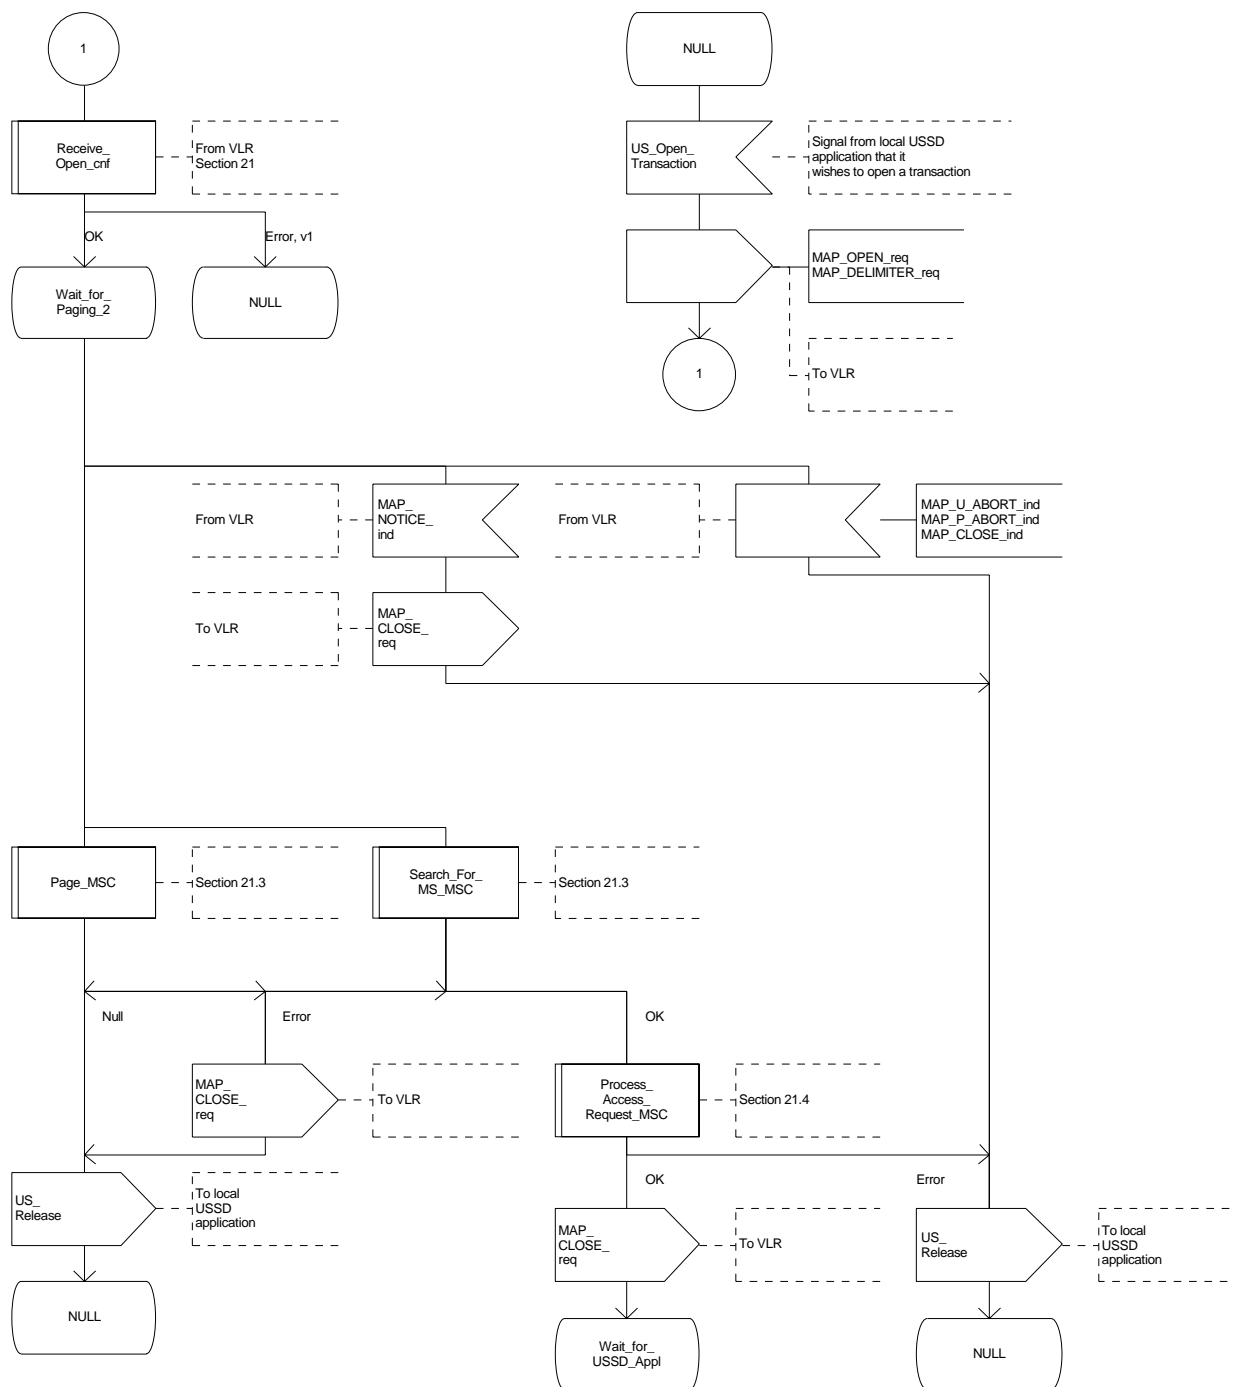 1
NULL
Receive_
Open_cnf
From VLR
Section 21
US_Open_
Transaction
Signal from local USSD
application that it
wishes to open a transaction
OK
Error, v1
Wait_for_
Paging_2
NULL
MAP_OPEN_req
MAP_DELIMITER_req
1
To VLR
From VLR
MAP_
NOTICE_
ind
From VLR
MAP_U_ABORT_ind
MAP_P_ABORT_ind
MAP_CLOSE_ind
To VLR
MAP_
CLOSE_
req
Page_MSC
Section 21.3
Search_For_
MS_MSC
Section 21.3
Null
Error
OK
MAP_
CLOSE_
req
To VLR
Process_
Access_
Request_MSC
Section 21.4
US_
Release
To local
USSD
application
OK
Error
MAP_
CLOSE_
req
To VLR
US_
Release
To local
USSD
application
NULL
Wait_for_
USSD_Appl
NULL